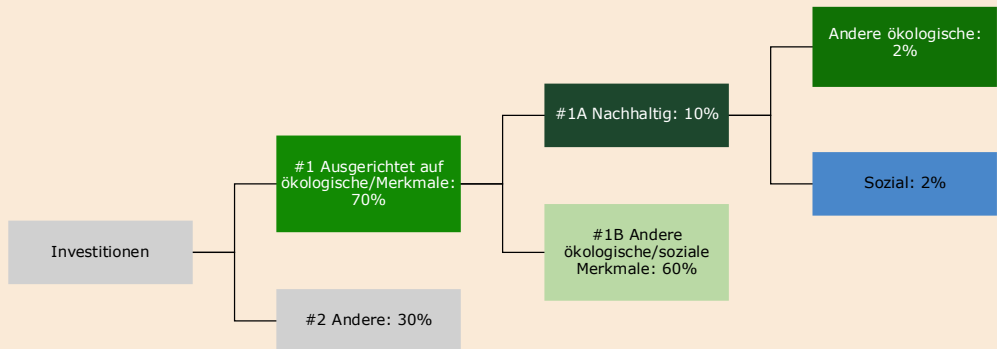 Investitionen
#1 Ausgerichtet auf
ökologische/Merkmale:
70%
#2 Andere: 30%
#1A Nachhaltig: 10%
#1B Andere
ökologische/soziale
Merkmale: 60%
Andere ökologische:
2%
Sozial: 2%